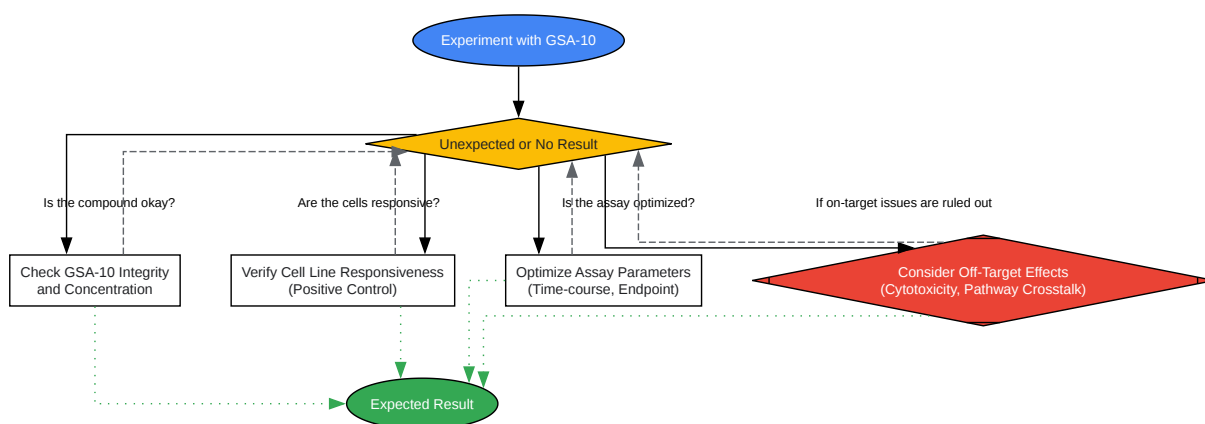 Experiment with GSA-10
Unexpected or No Result
Is the compound okay?
Are the cells responsive?
Is the assay optimized?
If on-target issues are ruled out
Check GSA-10 Integrity
and Concentration
Verify Cell Line Responsiveness
(Positive Control)
Optimize Assay Parameters
(Time-course, Endpoint)
Consider Off-Target Effects
(Cytotoxicity, Pathway Crosstalk)
Expected Result